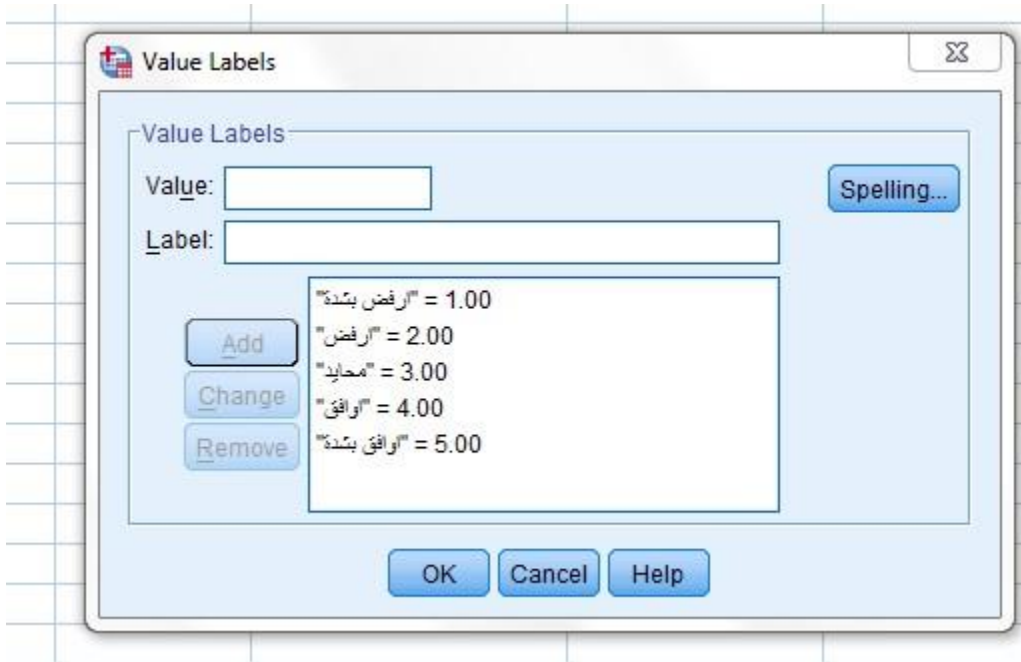 Value Labels
Value Labels
Value:
Spelling...
Label:
1.00 = "ارفض بشدة"
2.00 = "ارفض"
3.00 = "محايد"
4.00 = "اوافق"
5.00 = "اوافق بشدة"
Add
Change
Remove
OK Cancel Help